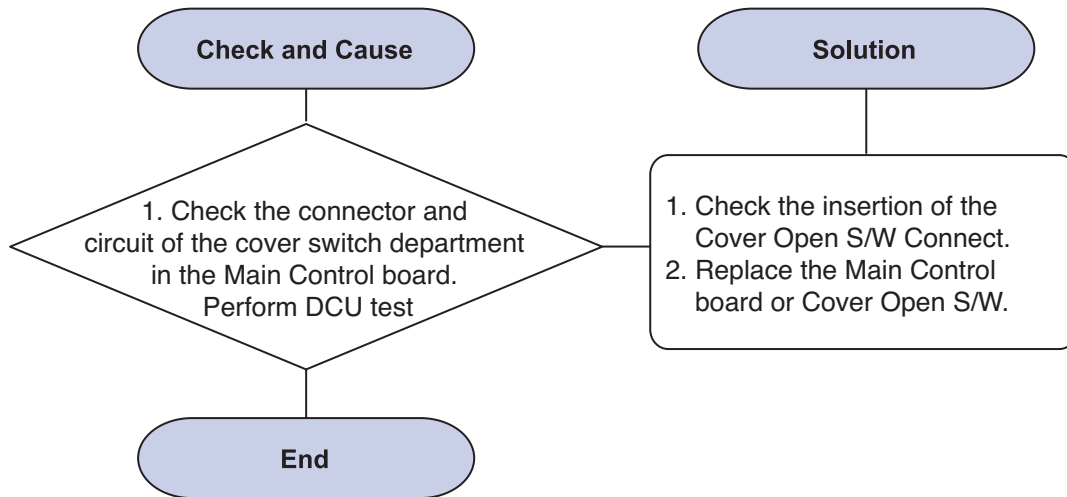 Check and Cause
1. Check the connector and
circuit of the cover switch department
in the Main Control board.
Perform DCU test
End
Solution
1. Check the insertion of the
Cover Open S/W Connect.
2. Replace the Main Control
board or Cover Open S/W.